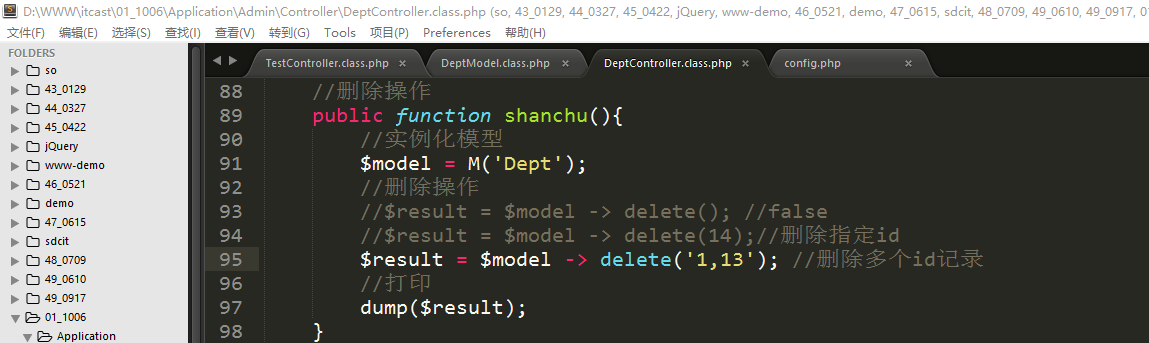 D:\WWW\itcast\01_1006\Application\Admin\Controller\DeptController.class.php (so, 43_0129, 44_0327, 45_0422, jQuery, www-demo, 46_0521, demo, 47_0615, sdcit, 48_0709, 49_0610, 49_0917, 01
文件(F) 编辑(E) 选择(S) 查找(I) 查看(V) 转到(G) Tools 项目(P) Preferences 帮助(H)
FOLDERS
so
43_0129
44_0327
45_0422
jQuery
www-demo
46_0521
demo
47_0615
sdcit
48_0709
49_0610
49_0917
01_1006
Application
TestController.class.php × DeptModel.class.php × DeptController.class.php × config.php ×
88 //删除操作
89 public function shanchu(){
90 //实例化模型
91 $model = M('Dept');
92 //删除操作
93 //$result = $model -> delete(); //false
94 //$result = $model -> delete(14);//删除指定id
95 $result = $model -> delete('1,13'); //删除多个id记录
96 //打印
97 dump($result);
98 }